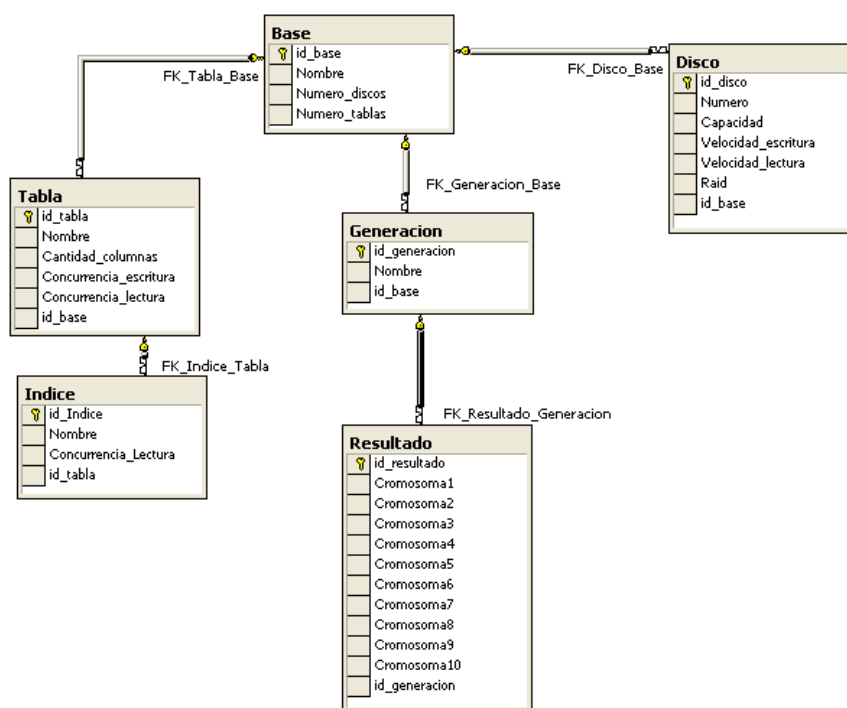 Base
id_base
Nombre
Numero_discos
Numero_tablas
FK_Tabla_Base
FK_Disco_Base
Disco
id_disco
Numero
Capacidad
Velocidad_escritura
Velocidad_lectura
Raid
id_base
FK_Generacion_Base
Tabla
id_tabla
Nombre
Cantidad_columnas
Concurrencia_escritura
Concurrencia_lectura
id_base
Generacion
id_generacion
Nombre
id_base
FK_Indice_Tabla
Indice
id_Indice
Nombre
Concurrencia_Lectura
id_tabla
FK_Resultado_Generacion
Resultado
id_resultado
Cromosoma1
Cromosoma2
Cromosoma3
Cromosoma4
Cromosoma5
Cromosoma6
Cromosoma7
Cromosoma8
Cromosoma9
Cromosoma10
id_generacion